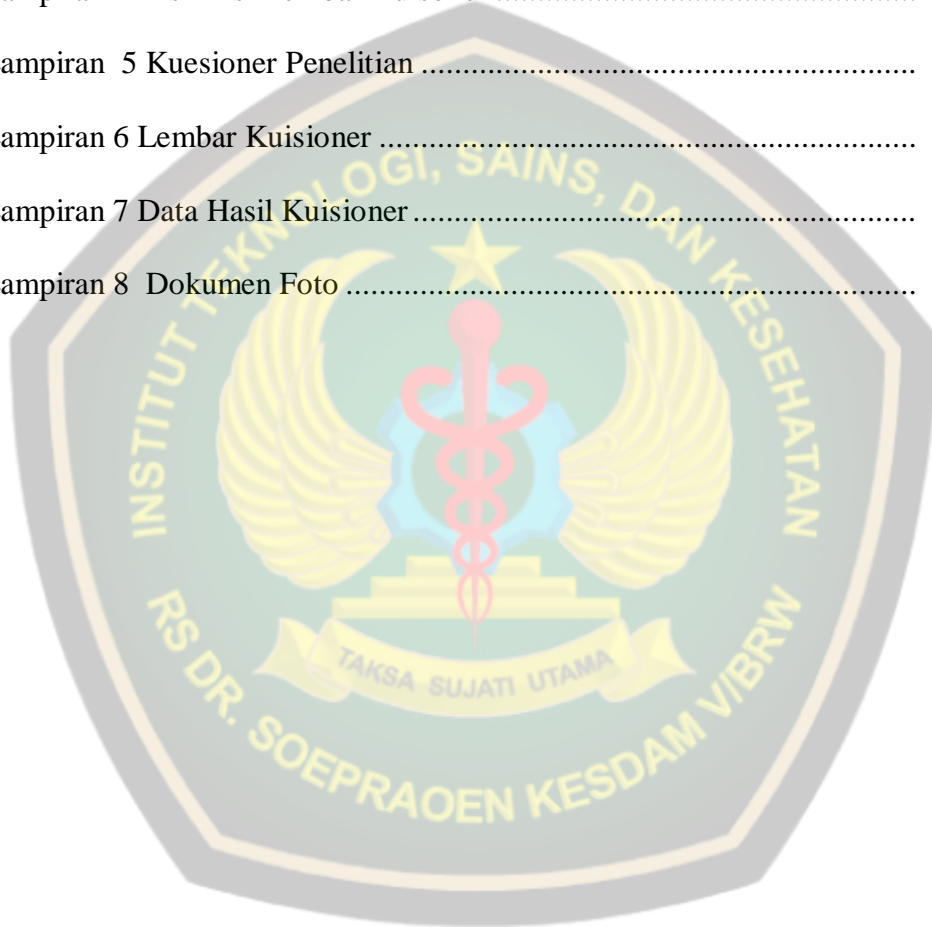 ampiran 5 Kuesioner Penelitian ............................................................
ampiran 6 Lembar Kuisioner .................................................................
ampiran 7 Data Hasil Kuisioner .............................................................
ampiran 8 Dokumen Foto .....................................................................
INSTITUT TEKNOLOGI, SAINS, DAN KESEHATAN
TAKSA SUJATI UTAMA
RS DR. SOEPRAOEN KESDAM V/BRW